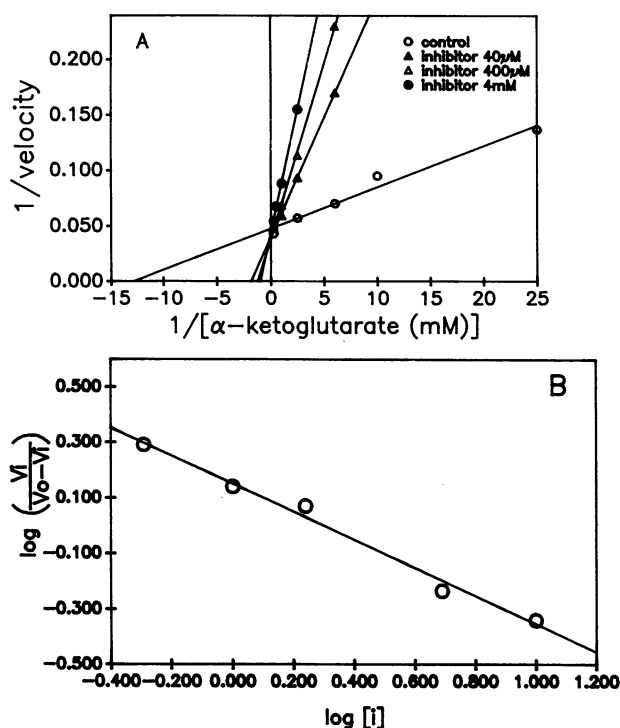 A
○ control
▲ inhibitor 40μM
△ inhibitor 400μM
● inhibitor 4mM
1/velocity
0.200
0.150
0.100
0.050
0.000
−15 −10 −5 0 5 10 15 20 25
1/[α−ketoglutarate (mM)]
B
log (Vi/Vo−Vi)
0.500
0.300
0.100
−0.100
−0.300
−0.500
−0.400 −0.200 0.000 0.200 0.400 0.600 0.800 1.000 1.200
log [i]